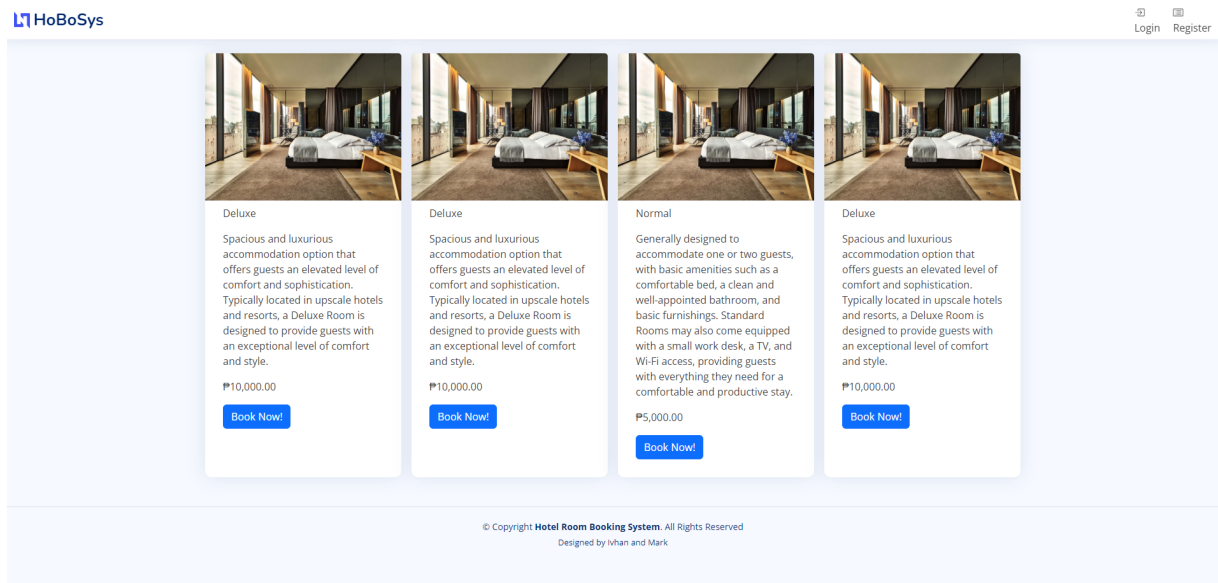 HoBoSys
Login Register
Deluxe
Spacious and luxurious
accommodation option that
offers guests an elevated level of
comfort and sophistication.
Typically located in upscale hotels
and resorts, a Deluxe Room is
designed to provide guests with
an exceptional level of comfort
and style.
₱10,000.00
Book Now!
Deluxe
Spacious and luxurious
accommodation option that
offers guests an elevated level of
comfort and sophistication.
Typically located in upscale hotels
and resorts, a Deluxe Room is
designed to provide guests with
an exceptional level of comfort
and style.
₱10,000.00
Book Now!
Normal
Generally designed to
accommodate one or two guests,
with basic amenities such as a
comfortable bed, a clean and
well-appointed bathroom, and
basic furnishings. Standard
Rooms may also come equipped
with a small work desk, a TV, and
Wi-Fi access, providing guests
with everything they need for a
comfortable and productive stay.
₱5,000.00
Book Now!
Deluxe
Spacious and luxurious
accommodation option that
offers guests an elevated level of
comfort and sophistication.
Typically located in upscale hotels
and resorts, a Deluxe Room is
designed to provide guests with
an exceptional level of comfort
and style.
₱10,000.00
Book Now!
© Copyright Hotel Room Booking System. All Rights Reserved
Designed by Ivhan and Mark